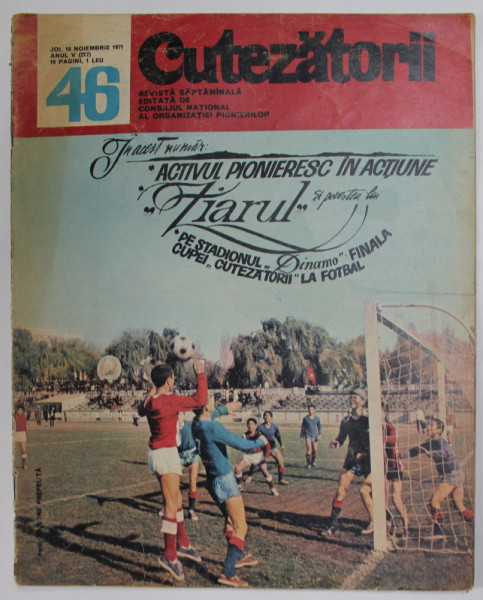 JOI, 18 NOIEMBRIE 1971
ANUL V (217)
16 PAGINI, 1 LEU
46
Cutezătorii
REVISTĂ SĂPTĂMÎNALĂ
EDITATĂ DE
CONSILIUL NAȚIONAL
AL ORGANIZAȚIEI PIONIERILOR
În acest număr:
*ACTIVUL PIONIERESC ÎN ACȚIUNE
*„Ziarul“ și povestea lui
*PE STADIONUL „Dinamo“: FINALA
CUPEI „CUTEZĂTORII“ LA FOTBAL